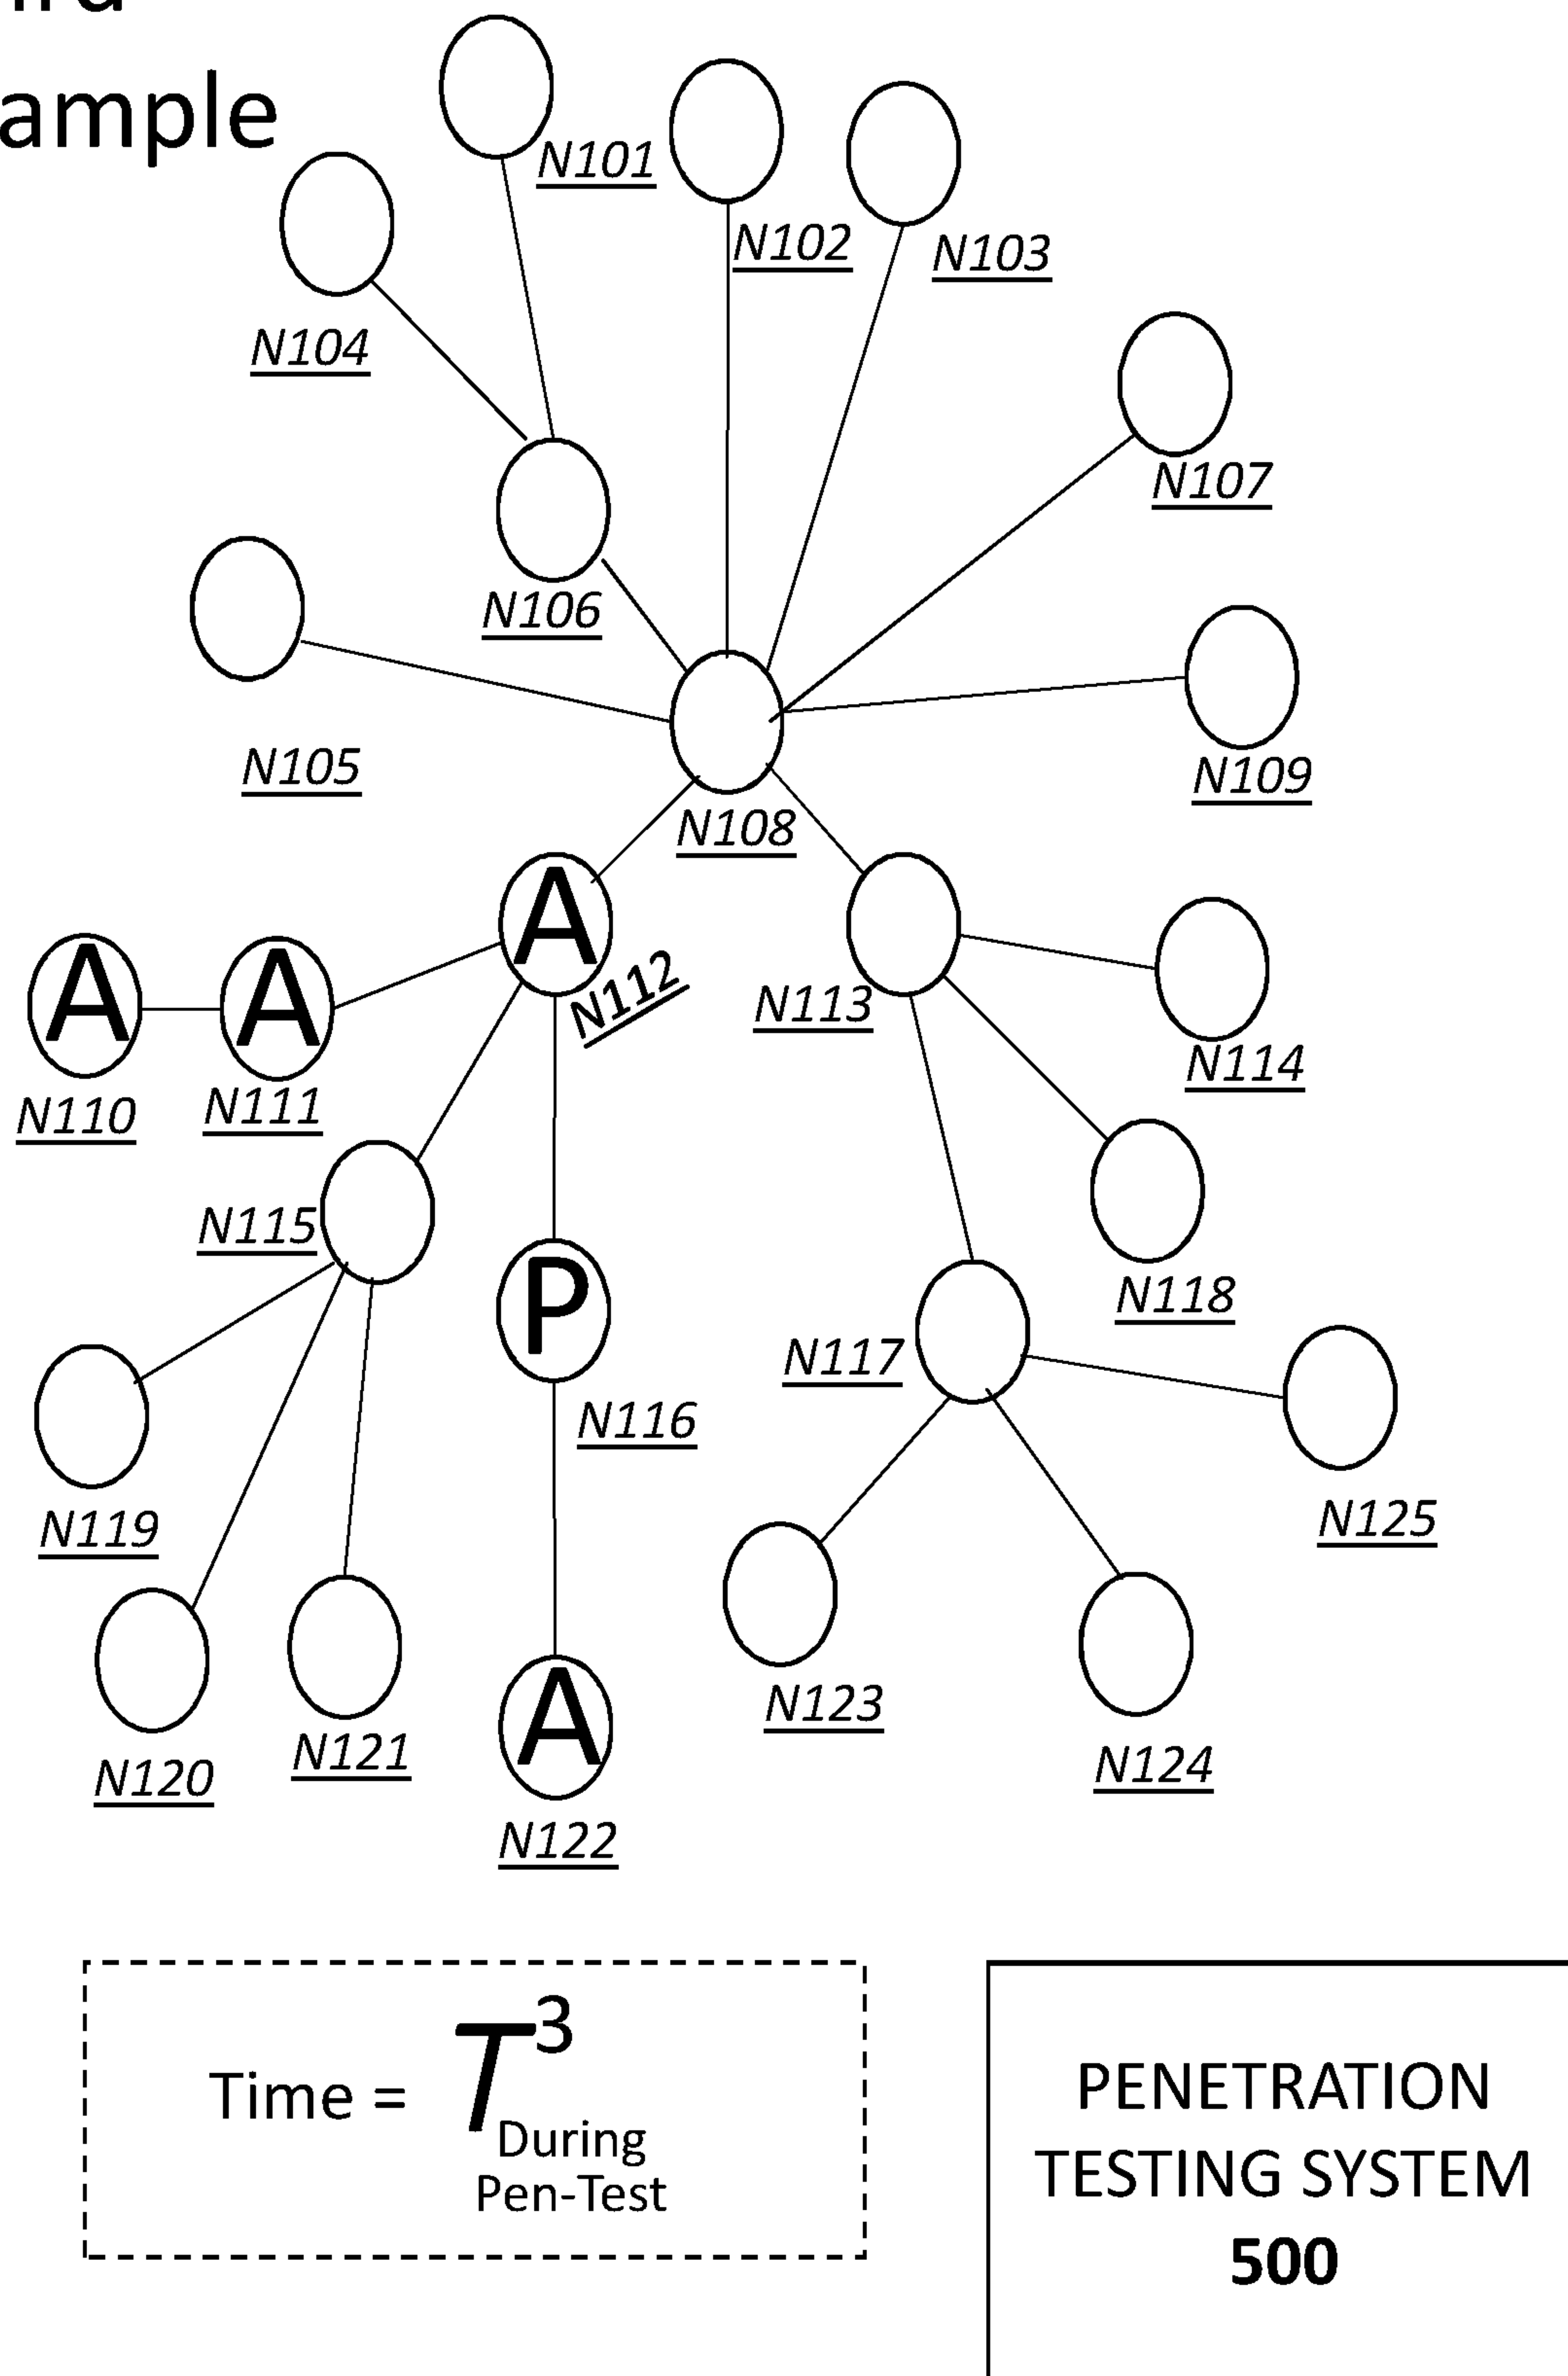 ample
N101
N102
N103
N104
N107
N106
N105
N109
N108
A
A
A
N112
N113
N114
N110
N111
N115
P
N118
N117
N116
N119
N125
A
N123
N121
N124
N120
N122
Time = T 3
During
Pen-Test
PENETRATION
TESTING SYSTEM
500